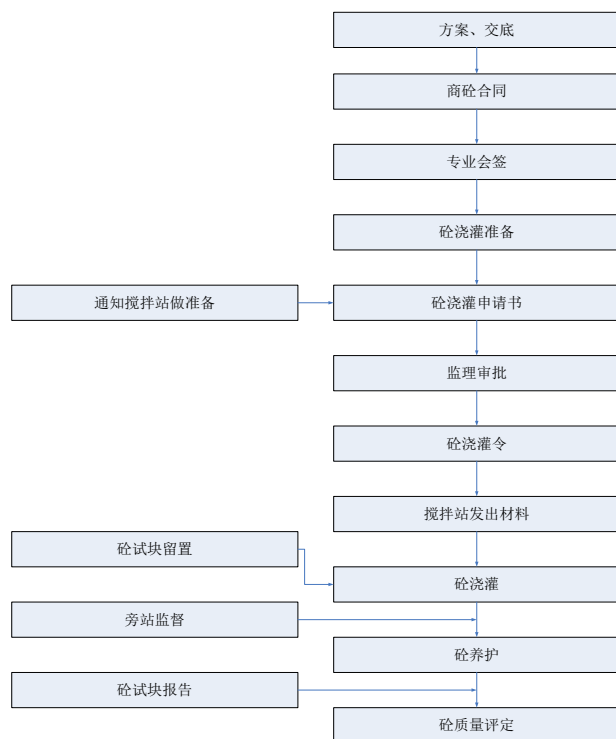 方案、交底
商砼合同
专业会签
砼浇灌准备
通知搅拌站做准备
砼浇灌申请书
监理审批
砼浇灌令
搅拌站发出材料
砼试块留置
砼浇灌
旁站监督
砼养护
砼试块报告
砼质量评定